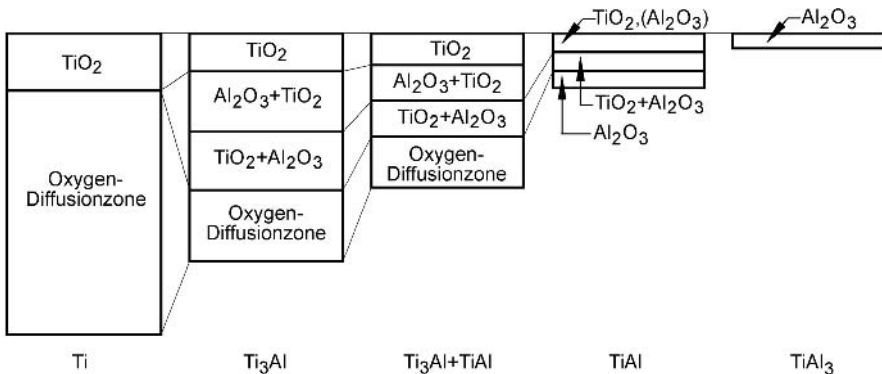 TiO₂
Oxygen-
Diffusionzone
TiO₂
Al₂O₃+TiO₂
TiO₂+Al₂O₃
Oxygen-
Diffusionzone
TiO₂
Al₂O₃+TiO₂
TiO₂+Al₂O₃
Oxygen-
Diffusionzone
TiO₂,(Al₂O₃)
TiO₂+Al₂O₃
Al₂O₃
Al₂O₃
Ti
Ti₃Al
Ti₃Al+TiAl
TiAl
TiAl₃